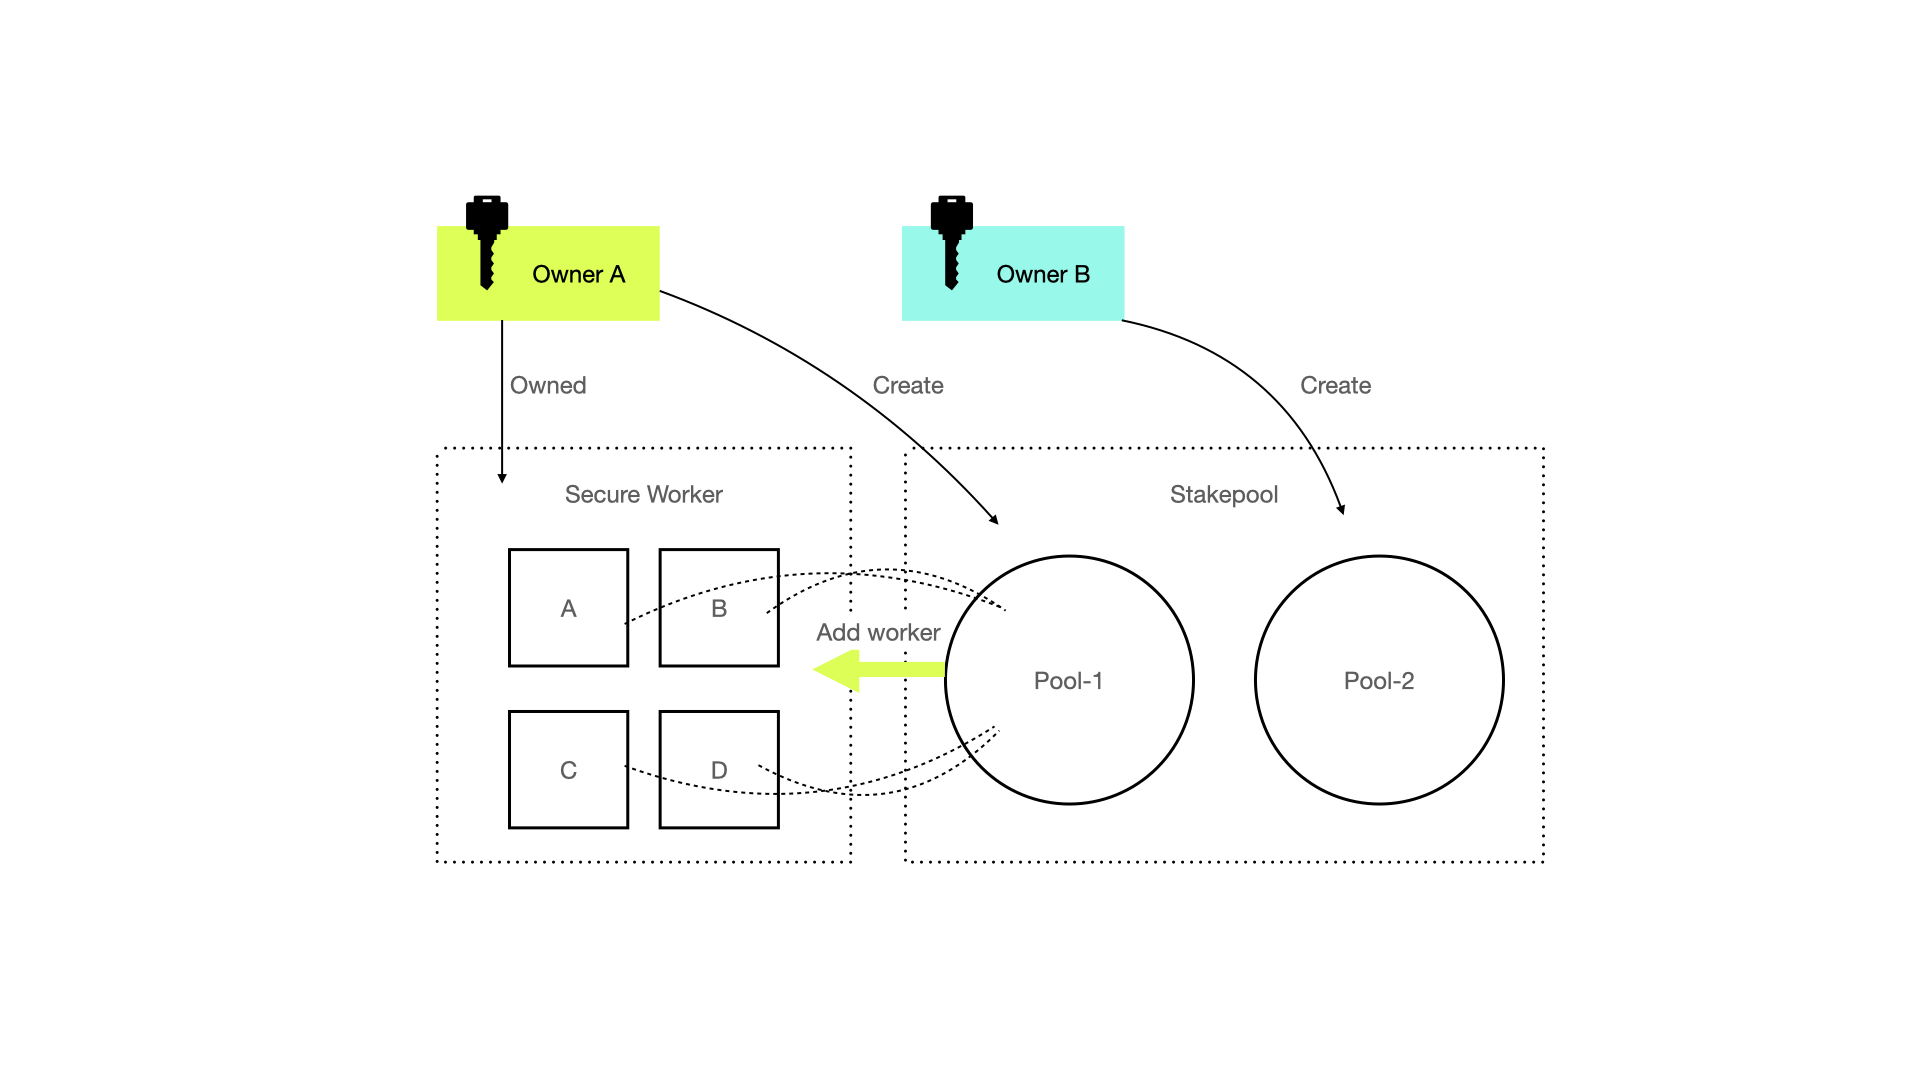 Owner A
Owner B
Owned
Create
Create
Secure Worker
Stakepool
A
B
Add worker
Pool-1
Pool-2
C
D